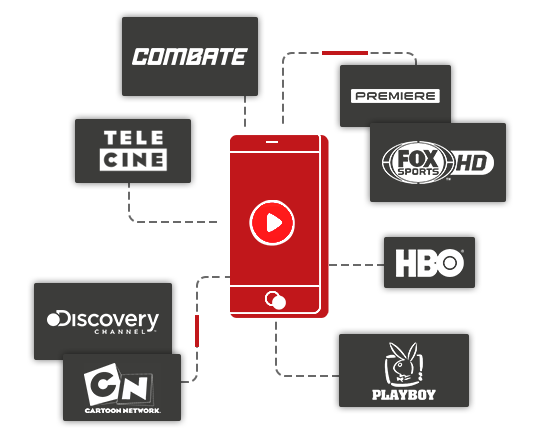 COMBATE
PREMIERE
TELE
CINE
FOX
SPORTS
HD
HBO
Discovery
CHANNEL
CN
CARTOON NETWORK
PLAYBOY